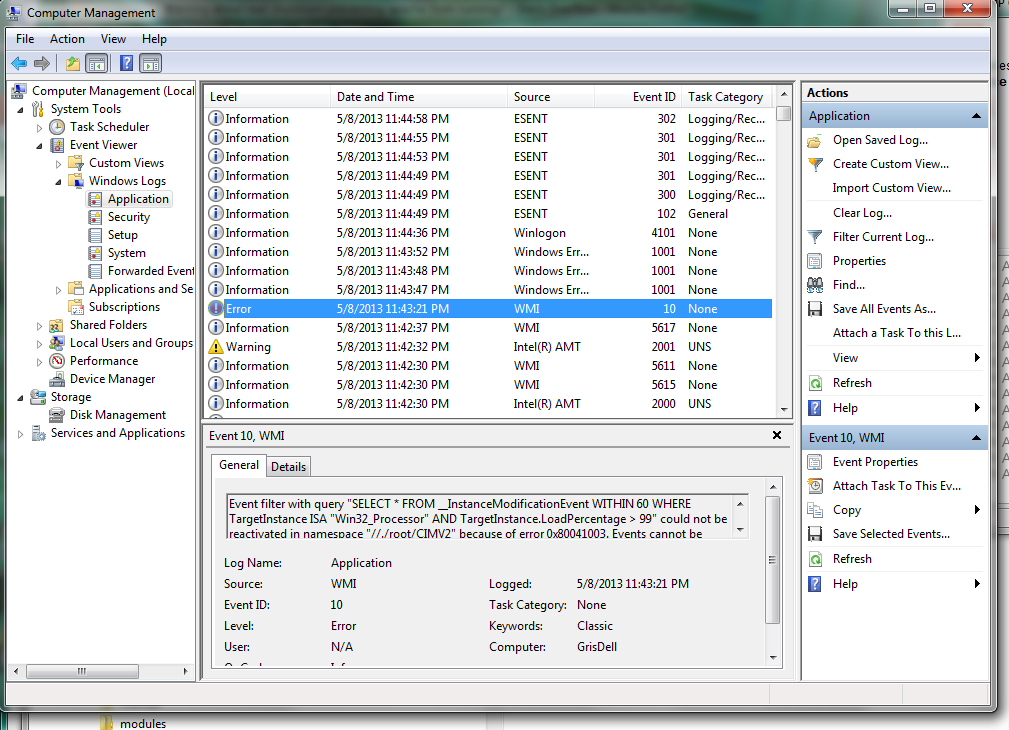 Computer Management
File Action View Help
Computer Management (Local
System Tools
Task Scheduler
Event Viewer
Custom Views
Windows Logs
Application
Security
Setup
System
Forwarded Event
Applications and Se
Subscriptions
Shared Folders
Local Users and Groups
Performance
Device Manager
Storage
Disk Management
Services and Applications
Level Date and Time Source Event ID Task Category
Information 5/8/2013 11:44:58 PM ESENT 302 Logging/Rec...
Information 5/8/2013 11:44:55 PM ESENT 301 Logging/Rec...
Information 5/8/2013 11:44:53 PM ESENT 301 Logging/Rec...
Information 5/8/2013 11:44:49 PM ESENT 301 Logging/Rec...
Information 5/8/2013 11:44:49 PM ESENT 300 Logging/Rec...
Information 5/8/2013 11:44:49 PM ESENT 102 General
Information 5/8/2013 11:44:36 PM Winlogon 4101 None
Information 5/8/2013 11:43:52 PM Windows Err... 1001 None
Information 5/8/2013 11:43:48 PM Windows Err... 1001 None
Information 5/8/2013 11:43:47 PM Windows Err... 1001 None
Error 5/8/2013 11:43:21 PM WMI 10 None
Information 5/8/2013 11:42:37 PM WMI 5617 None
Warning 5/8/2013 11:42:32 PM Intel(R) AMT 2001 UNS
Information 5/8/2013 11:42:30 PM WMI 5611 None
Information 5/8/2013 11:42:30 PM WMI 5615 None
Information 5/8/2013 11:42:30 PM Intel(R) AMT 2000 UNS
Event 10, WMI
General Details
Event filter with query "SELECT * FROM __InstanceModificationEvent WITHIN 60 WHERE
TargetInstance ISA "Win32_Processor" AND TargetInstance.LoadPercentage > 99" could not be
reactivated in namespace "//./root/CIMV2" because of error 0x80041003. Events cannot be
Log Name: Application
Source: WMI Logged: 5/8/2013 11:43:21 PM
Event ID: 10 Task Category: None
Level: Error Keywords: Classic
User: N/A Computer: GrisDell
Actions
Application
Open Saved Log...
Create Custom View...
Import Custom View...
Clear Log...
Filter Current Log...
Properties
Find...
Save All Events As...
Attach a Task To this L...
View
Refresh
Help
Event 10, WMI
Event Properties
Attach Task To This Ev...
Copy
Save Selected Events...
Refresh
Help
modules